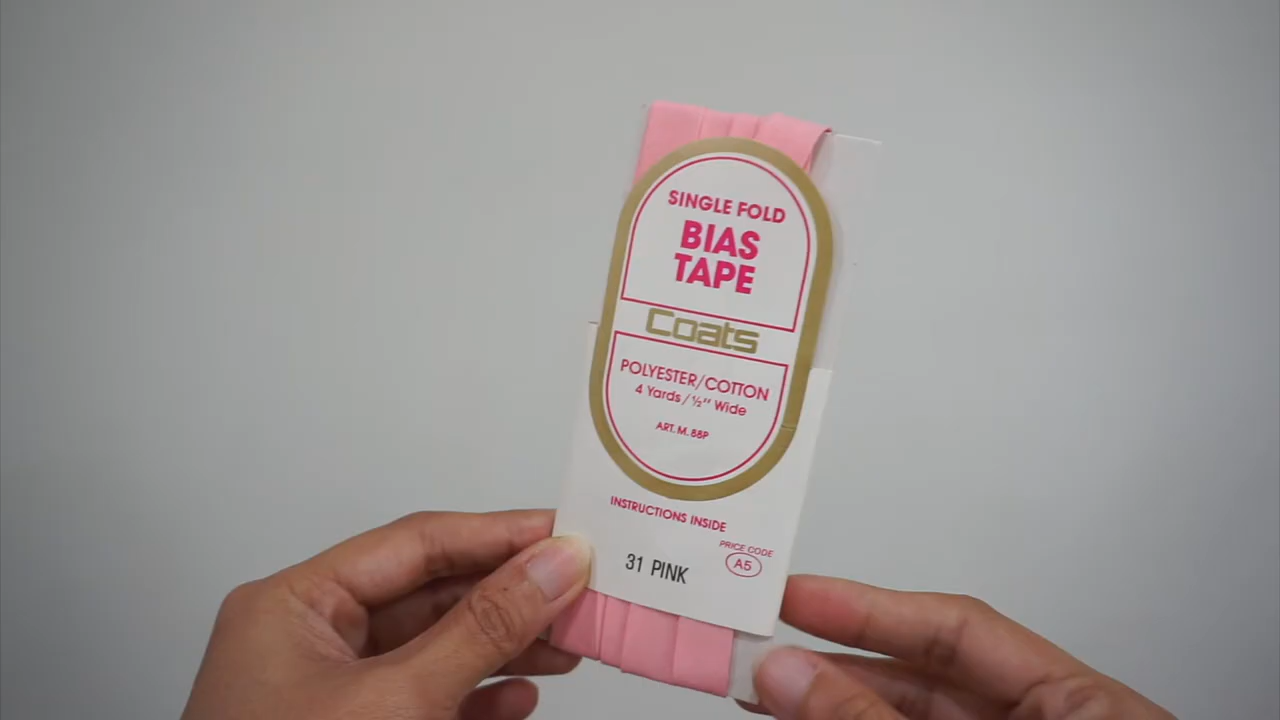 SINGLE FOLD
BIAS
TAPE
Coats
POLYESTER/COTTON
4 Yards / ½" Wide
ART. M. 88P
INSTRUCTIONS INSIDE
PRICE CODE
A5
31 PINK